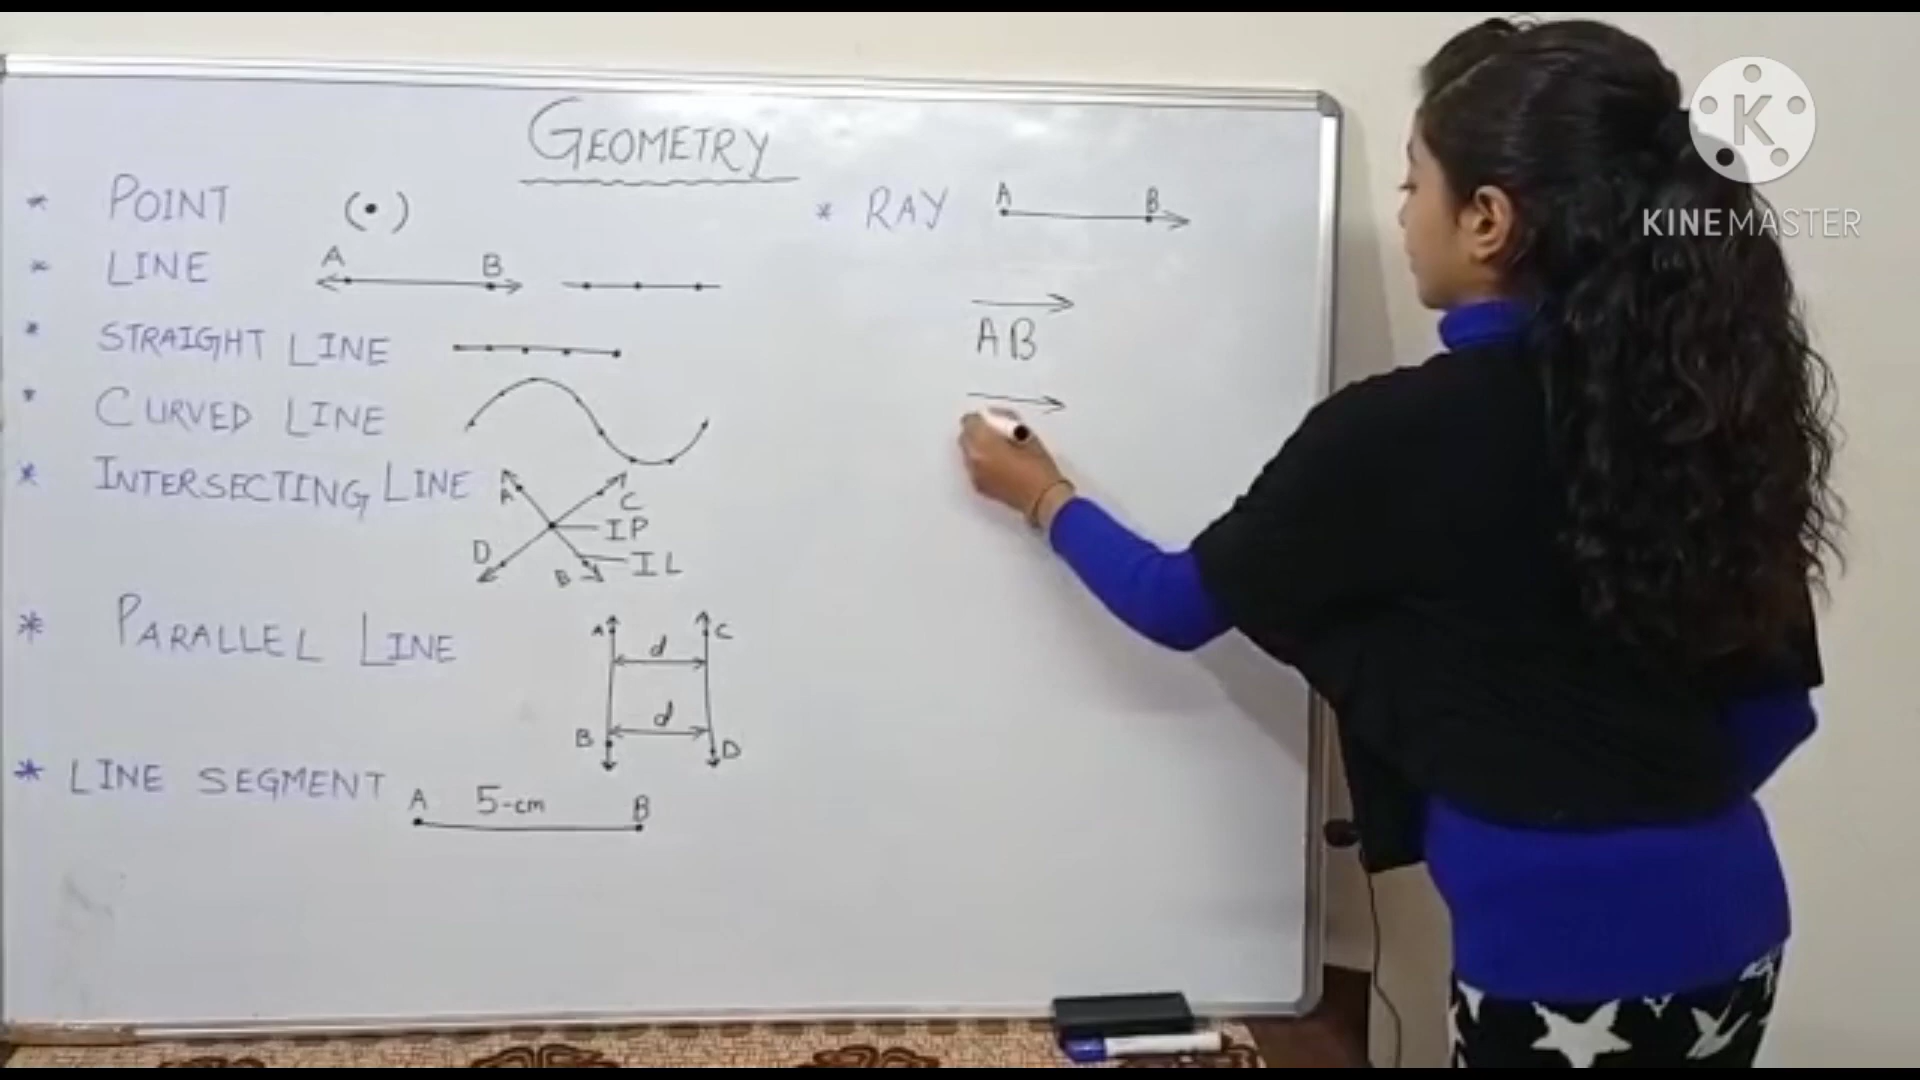 GEOMETRY
* POINT (•)
* LINE A B
* STRAIGHT LINE
* CURVED LINE
* INTERSECTING LINE A C
IP
D B IL
* PARALLEL LINE A C
d
d
B D
* LINE SEGMENT A 5-cm B
* RAY A B
AB
K
KINEMASTER